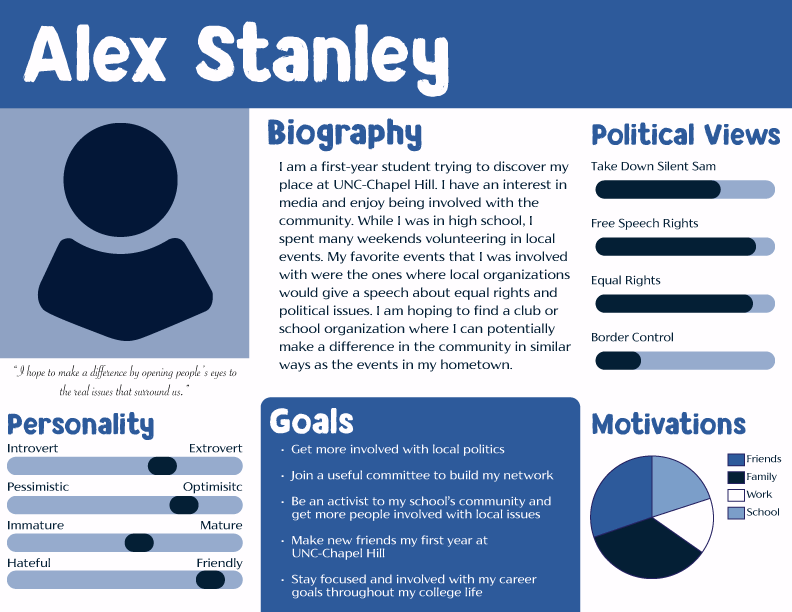 Alex Stanley
Biography
I am a first-year student trying to discover my
place at UNC-Chapel Hill. I have an interest in
media and enjoy being involved with the
community. While I was in high school, I
spent many weekends volunteering in local
events. My favorite events that I was involved
with were the ones where local organizations
would give a speech about equal rights and
political issues. I am hoping to find a club or
school organization where I can potentially
make a difference in the community in similar
ways as the events in my hometown.
Political Views
Take Down Silent Sam
Free Speech Rights
Equal Rights
Border Control
"I hope to make a difference by opening people's eyes to
the real issues that surround us."
Personality
Introvert Extrovert
Pessimistic Optimisitc
Immature Mature
Hateful Friendly
Goals
· Get more involved with local politics
· Join a useful committee to build my network
· Be an activist to my school's community and
get more people involved with local issues
· Make new friends my first year at
UNC-Chapel Hill
· Stay focused and involved with my career
goals throughout my college life
Motivations
Friends
Family
Work
School